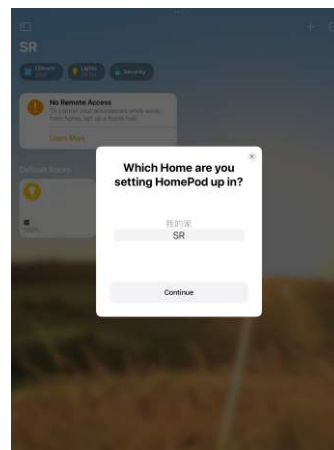 SR
Climate
Lights
Security
No Remote Access
To control your accessories while away
from home, set up a home hub.
Learn More
Default Room
100%
Which Home are you
setting HomePod up in?
我的家
SR
Continue